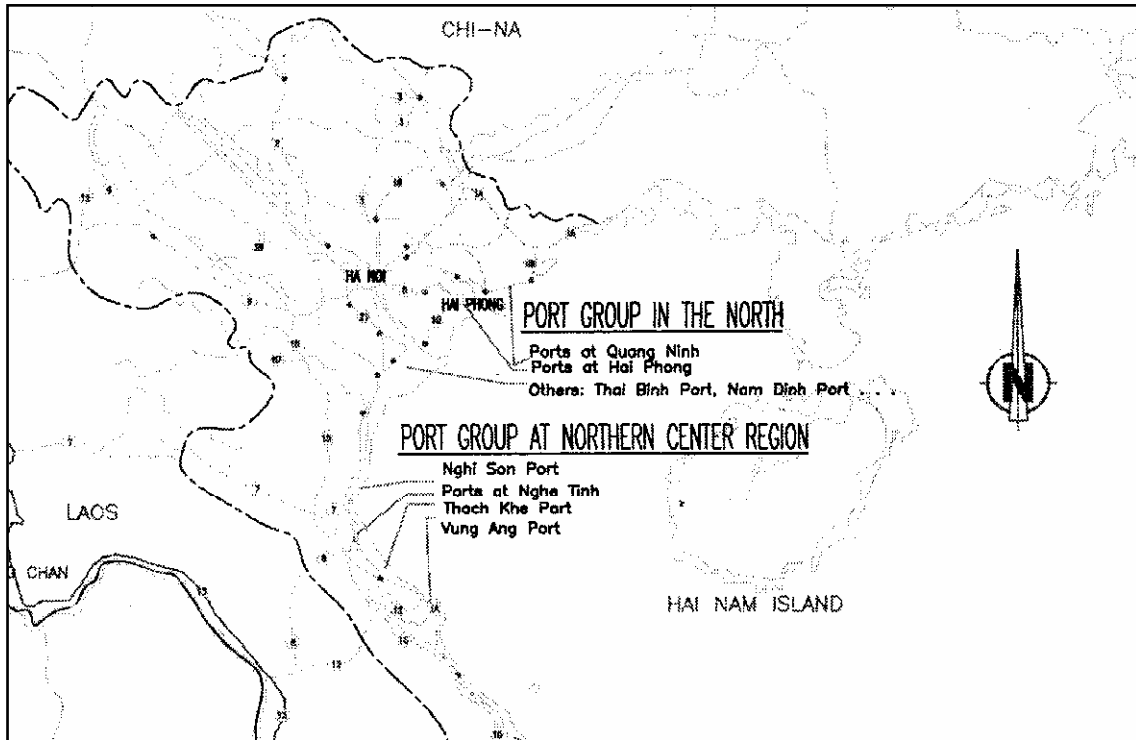 CHI-NA
HA NOI
HAI PHONG
PORT GROUP IN THE NORTH
Ports at Quang Ninh
Ports at Hai Phong
Others: Thai Binh Port, Nam Dinh Port . . .
N
PORT GROUP AT NORTHERN CENTER REGION
Nghi Son Port
Ports at Nghe Tinh
Thach Khe Port
Vung Ang Port
LAOS
CHAN
HAI NAM ISLAND